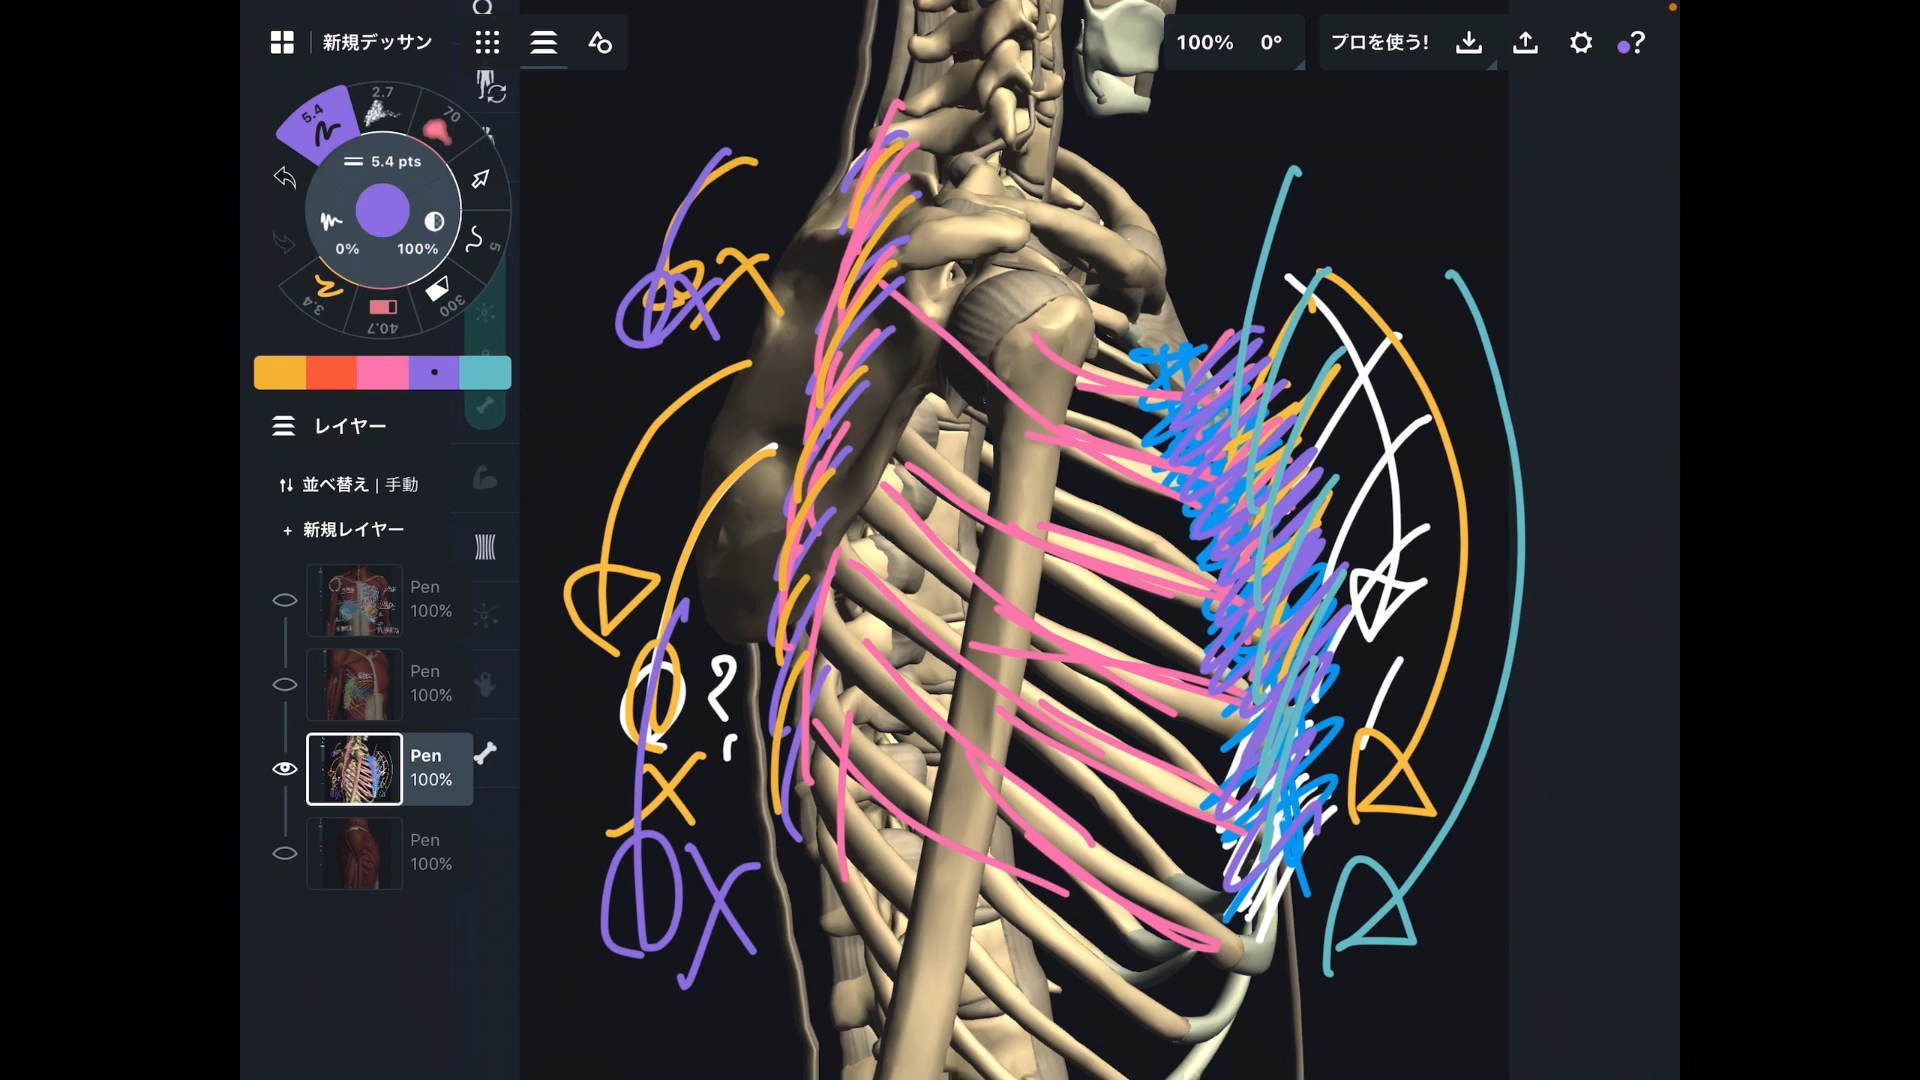 新規デッサン
100% 0°
プロを使う!
?
2.7
5.4
70
5.4 pts
5
0% 100%
3.4
40.7
300
レイヤー
並べ替え | 手動
+ 新規レイヤー
Pen
100%
Pen
100%
Pen
100%
Pen
100%
x
x
?
x
x